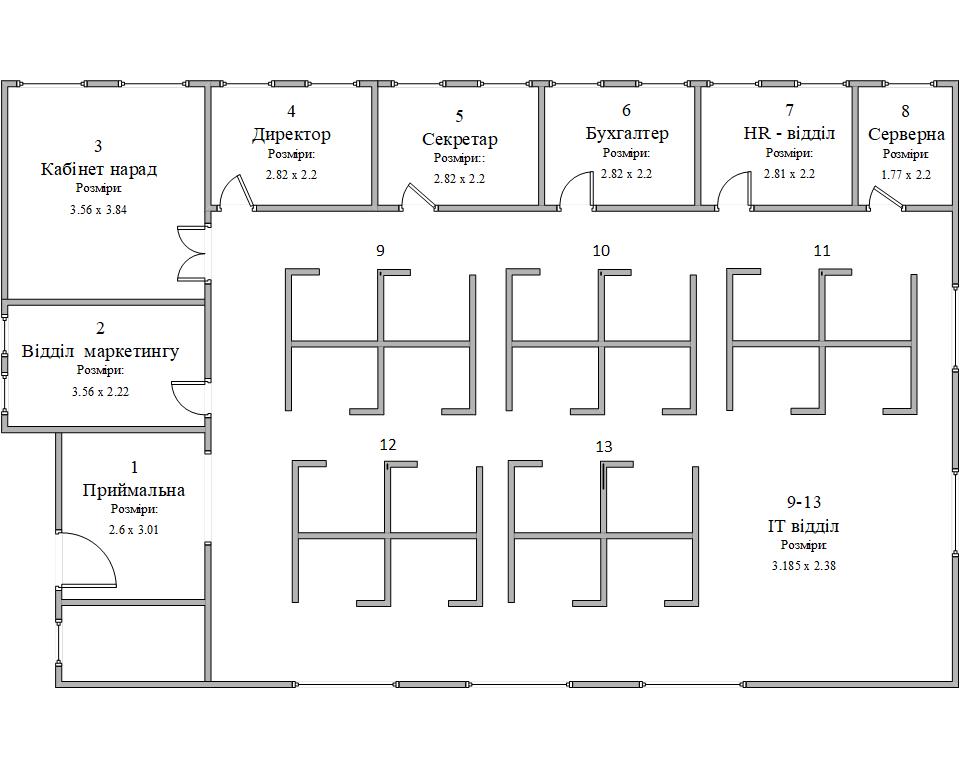 3
Кабінет нарад
Розміри:
3.56 x 3.84
4
Директор
Розміри:
2.82 x 2.2
5
Секретар
Розміри::
2.82 x 2.2
6
Бухгалтер
Розміри:
2.82 x 2.2
7
HR - відділ
Розміри:
2.81 x 2.2
8
Серверна
Розміри:
1.77 x 2.2
9
10
11
2
Відділ маркетингу
Розміри:
3.56 x 2.22
12
13
1
Приймальна
Розміри:
2.6 x 3.01
9-13
ІТ відділ
Розміри:
3.185 x 2.38